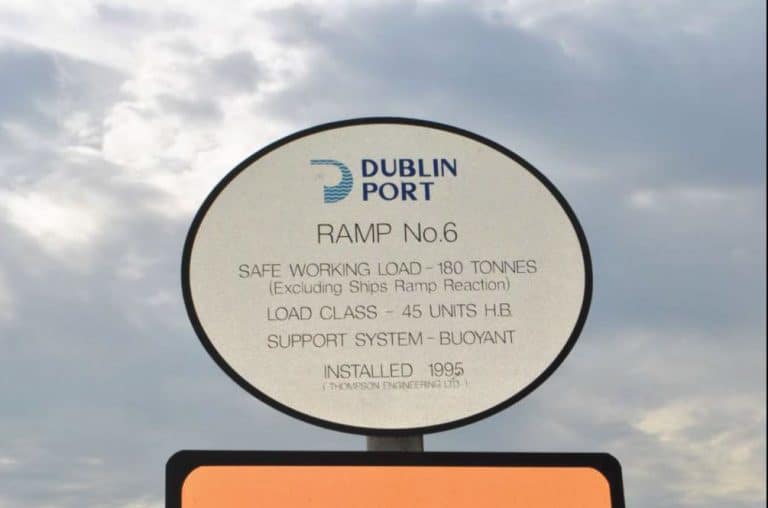 DUBLIN
PORT
RAMP No.6
SAFE WORKING LOAD - 180 TONNES
(Excluding Ships Ramp Reaction)
LOAD CLASS - 45 UNITS H.B.
SUPPORT SYSTEM - BUOYANT
INSTALLED 1995
( THOMPSON ENGINEERING LTD. )